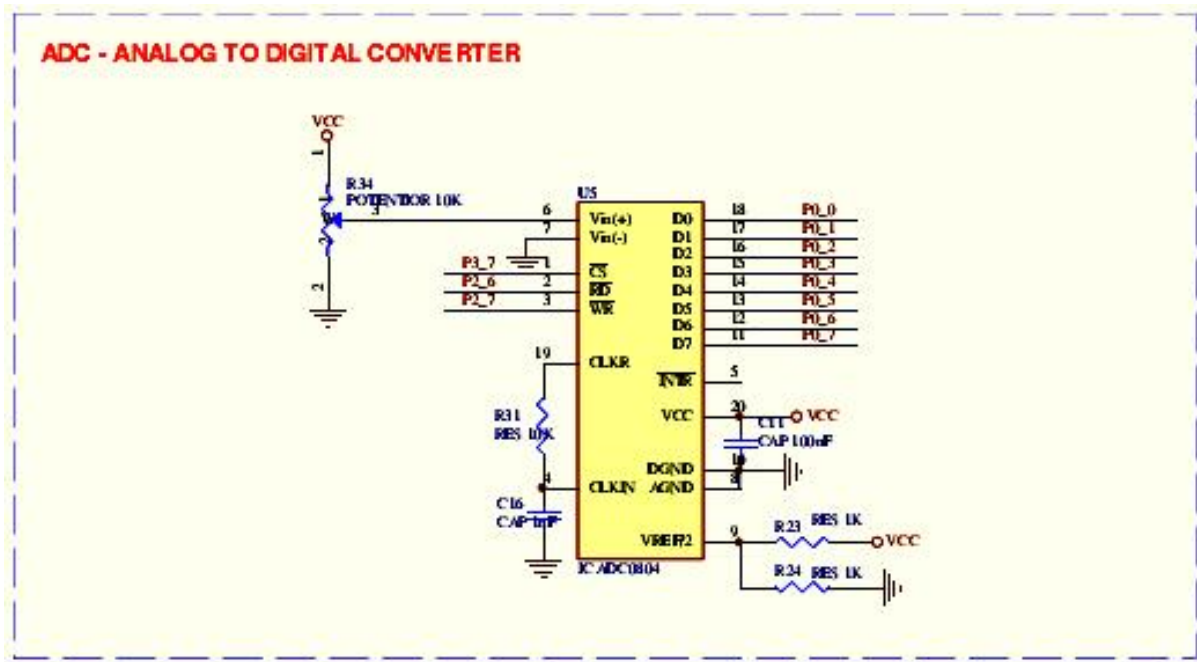 ADC - ANALOG TO DIGITAL CONVERTER
VCC
1
R34
POTENTIOR 10K
3
2
U5
6 Vin(+) D0 18 P0_0
7 Vin(-) D1 17 P0_1
D2 16 P0_2
P3_7 1 CS D3 15 P0_3
P2_6 2 RD D4 14 P0_4
P2_7 3 WR D5 13 P0_5
D6 12 P0_6
D7 11 P0_7
19 CLKR
INTR 5
R31
RES 10K
VCC 20 VCC
C11
CAP 100nF
DGND 10
4 CLKIN AGND 8
C16
CAP 1nF
VREF/2 9 R23 RES 1K VCC
R24 RES 1K
IC ADC0804